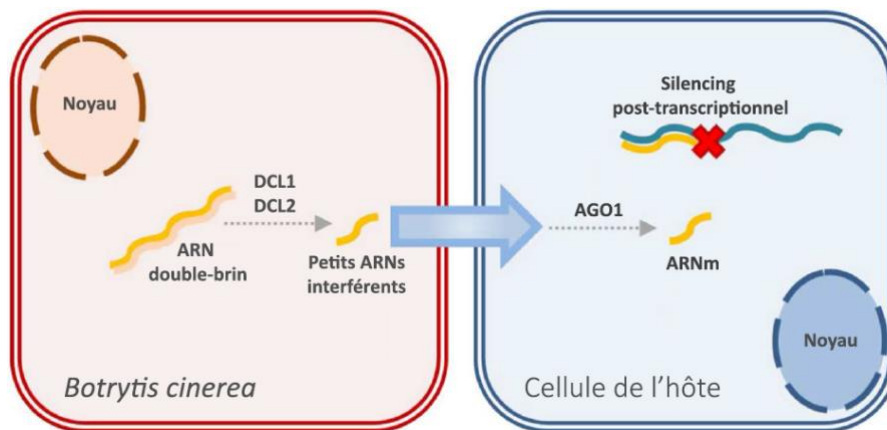 Noyau
DCL1
DCL2
ARN
double-brin
Petits ARNs
interférents
Botrytis cinerea
Silencing
post-transcriptionnel
AGO1
ARNm
Noyau
Cellule de l'hôte